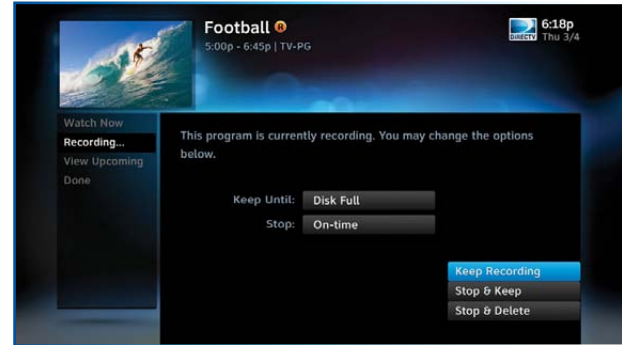 Football R
6:18p
5:00p - 6:45p | TV-PG
DIRECTV Thu 3/4
Watch Now
Recording...
View Upcoming
Done
This program is currently recording. You may change the options
below.
Keep Until: Disk Full
Stop: On-time
Keep Recording
Stop & Keep
Stop & Delete